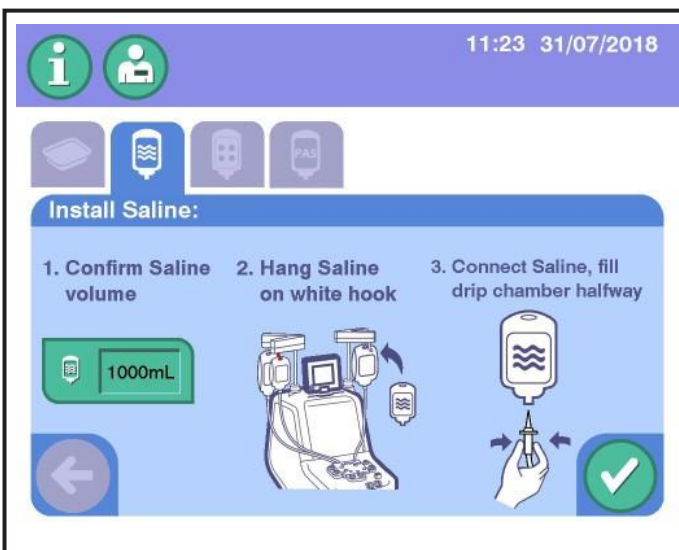 11:23 31/07/2018
PAS
Install Saline:
1. Confirm Saline
volume
1000mL
2. Hang Saline
on white hook
3. Connect Saline, fill
drip chamber halfway